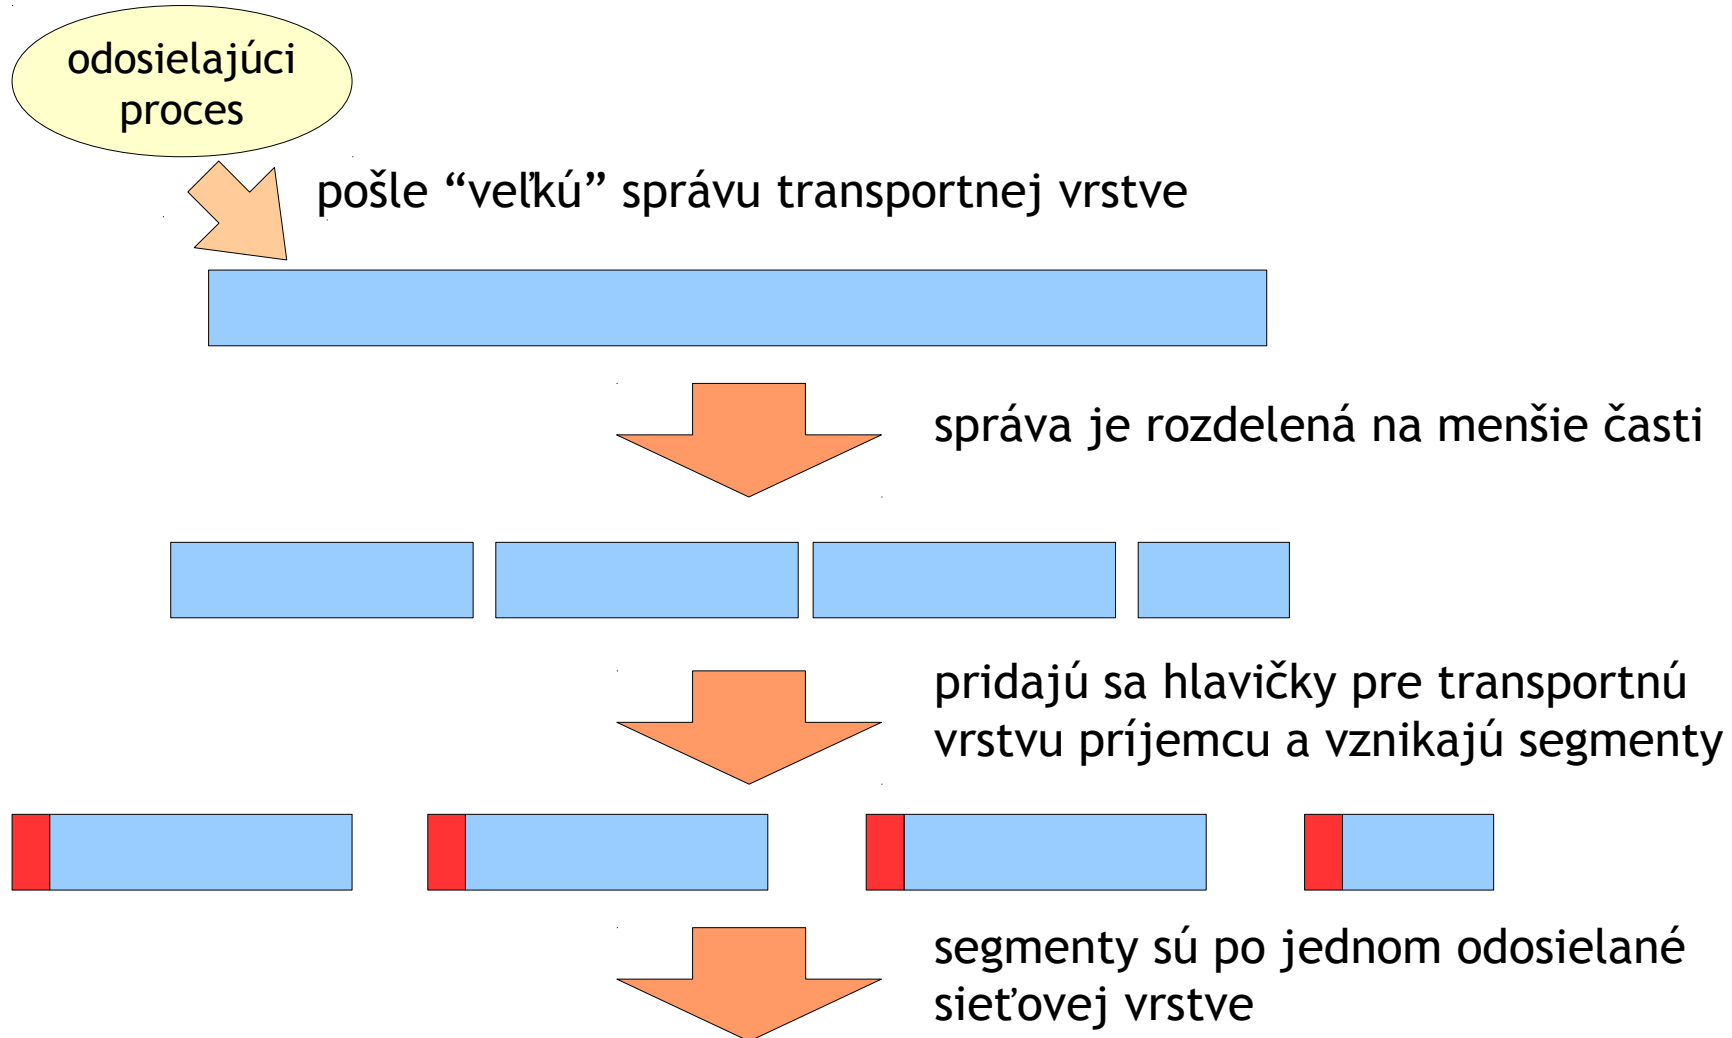 odosielajúci
proces
pošle “veľkú” správu transportnej vrstve
správa je rozdelená na menšie časti
pridajú sa hlavičky pre transportnú
vrstvu príjemcu a vznikajú segmenty
segmenty sú po jednom odosielané
sieťovej vrstve